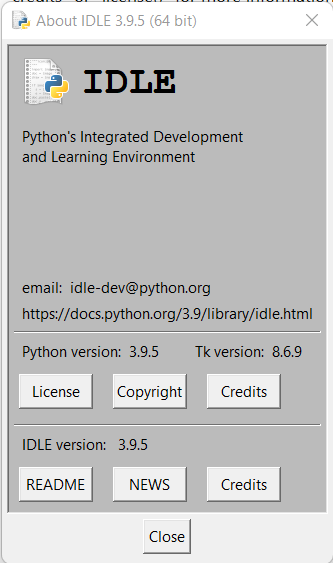 About IDLE 3.9.5 (64 bit)
IDLE
Python's Integrated Development
and Learning Environment
email: idle-dev@python.org
https://docs.python.org/3.9/library/idle.html
Python version: 3.9.5 Tk version: 8.6.9
License Copyright Credits
IDLE version: 3.9.5
README NEWS Credits
Close